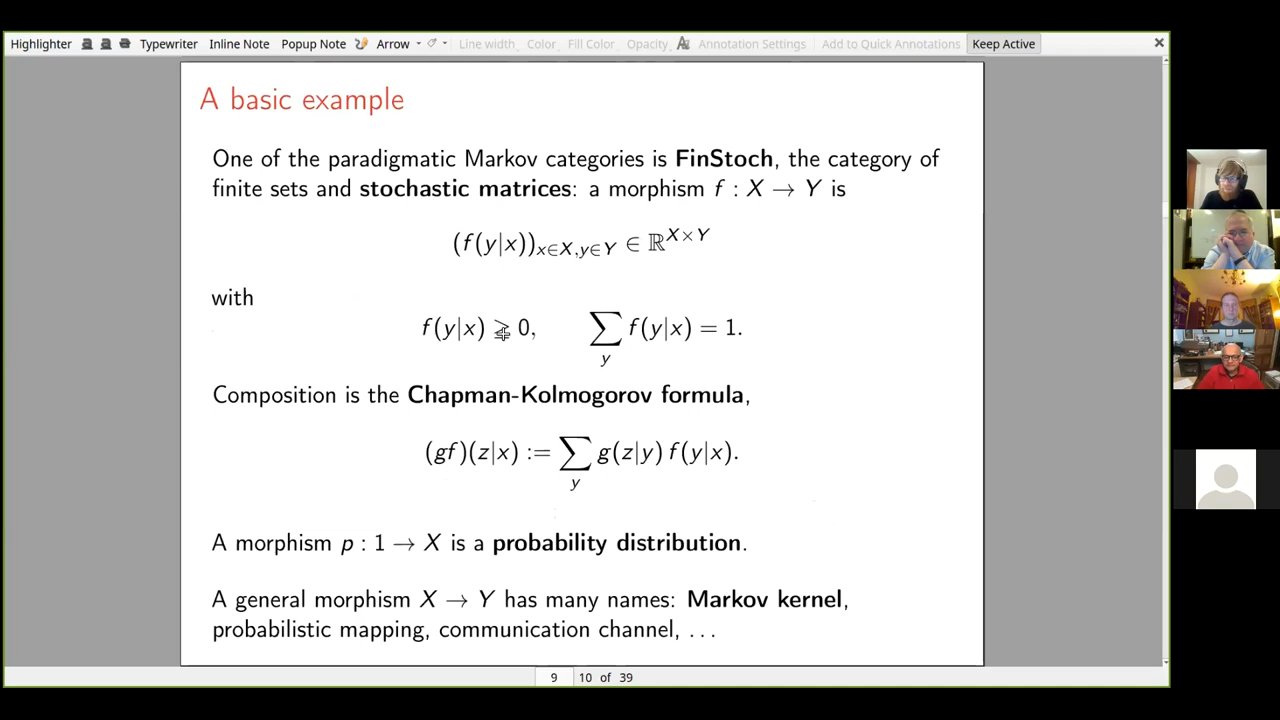 Highlighter Typewriter Inline Note Popup Note Arrow Line width Color Fill Color Opacity Annotation Settings Add to Quick Annotations Keep Active
A basic example
One of the paradigmatic Markov categories is FinStoch, the category of
finite sets and stochastic matrices: a morphism f : X → Y is
(f(y|x))_{x∈X,y∈Y} ∈ ℝ^{X×Y}
with
f(y|x) ⩾ 0, ∑_y f(y|x) = 1.
Composition is the Chapman-Kolmogorov formula,
(gf)(z|x) := ∑_y g(z|y) f(y|x).
A morphism p : 1 → X is a probability distribution.
A general morphism X → Y has many names: Markov kernel,
probabilistic mapping, communication channel, …
9 10 of 39